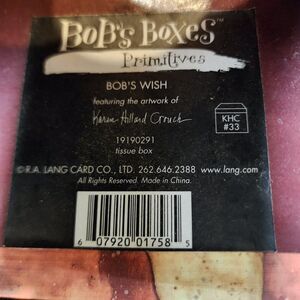 BOB'S BOXES™
Primitives
BOB'S WISH
featuring the artwork of
Karen Hillard Crouch
KHC
#33
19190291
tissue box
©R.A. LANG CARD CO., LTD. 262.646.2388 www.lang.com
All Rights Reserved. Made in China.
6 07920 01758 5